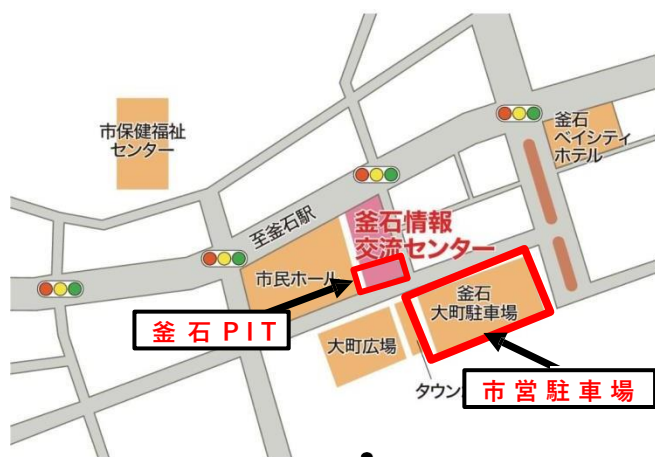 市保健福祉
センター
釜石
ベイシティ
ホテル
至釜石駅
釜石情報
交流センター
市民ホール
釜石
大町駐車場
釜石PIT
大町広場
タウン
市営駐車場